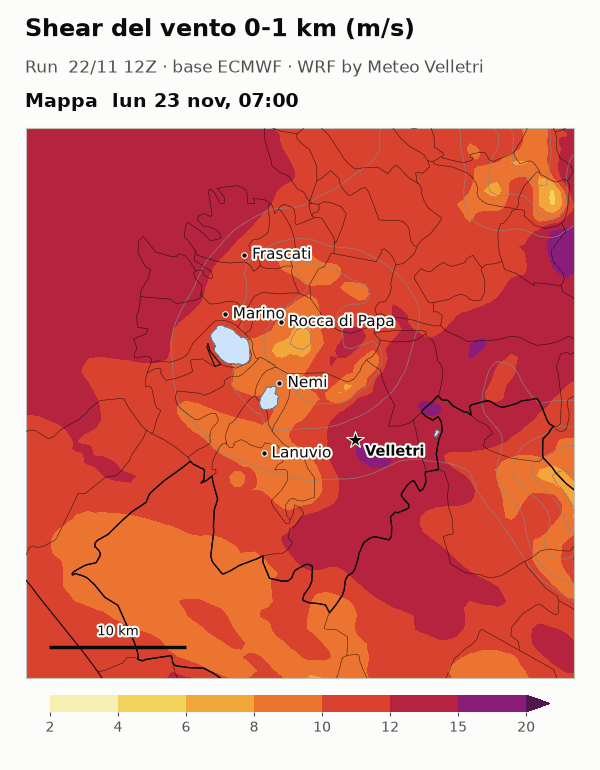 Shear del vento 0-1 km (m/s)
Run  22/11 12Z · base ECMWF · WRF by Meteo Velletri
Mappa  lun 23 nov, 07:00
Frascati
Marino
Rocca di Papa
Nemi
Velletri
Lanuvio
10 km
2 4 6 8 10 12 15 20